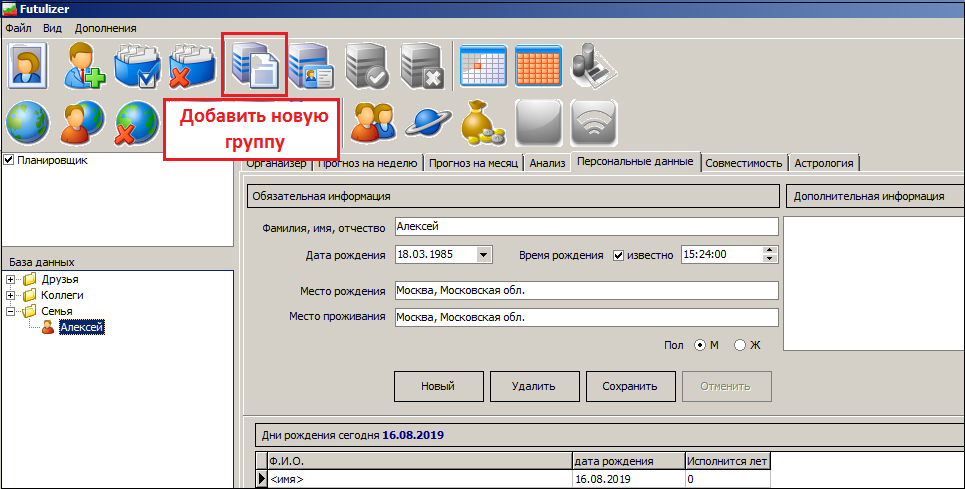 Futulizer
Файл Вид Дополнения
Добавить новую
группу
Планировщик
Органайзер Прогноз на неделю Прогноз на месяц Анализ Персональные данные Совместимость Астрология
Обязательная информация
Дополнительная информация
Фамилия, имя, отчество Алексей
Дата рождения 18.03.1985 Время рождения известно 15:24:00
Место рождения Москва, Московская обл.
Место проживания Москва, Московская обл.
Пол М Ж
Новый Удалить Сохранить Отменить
База данных
Друзья
Коллеги
Семья
Алексей
Дни рождения сегодня 16.08.2019
Ф.И.О. дата рождения Исполнится лет
<имя> 16.08.2019 0